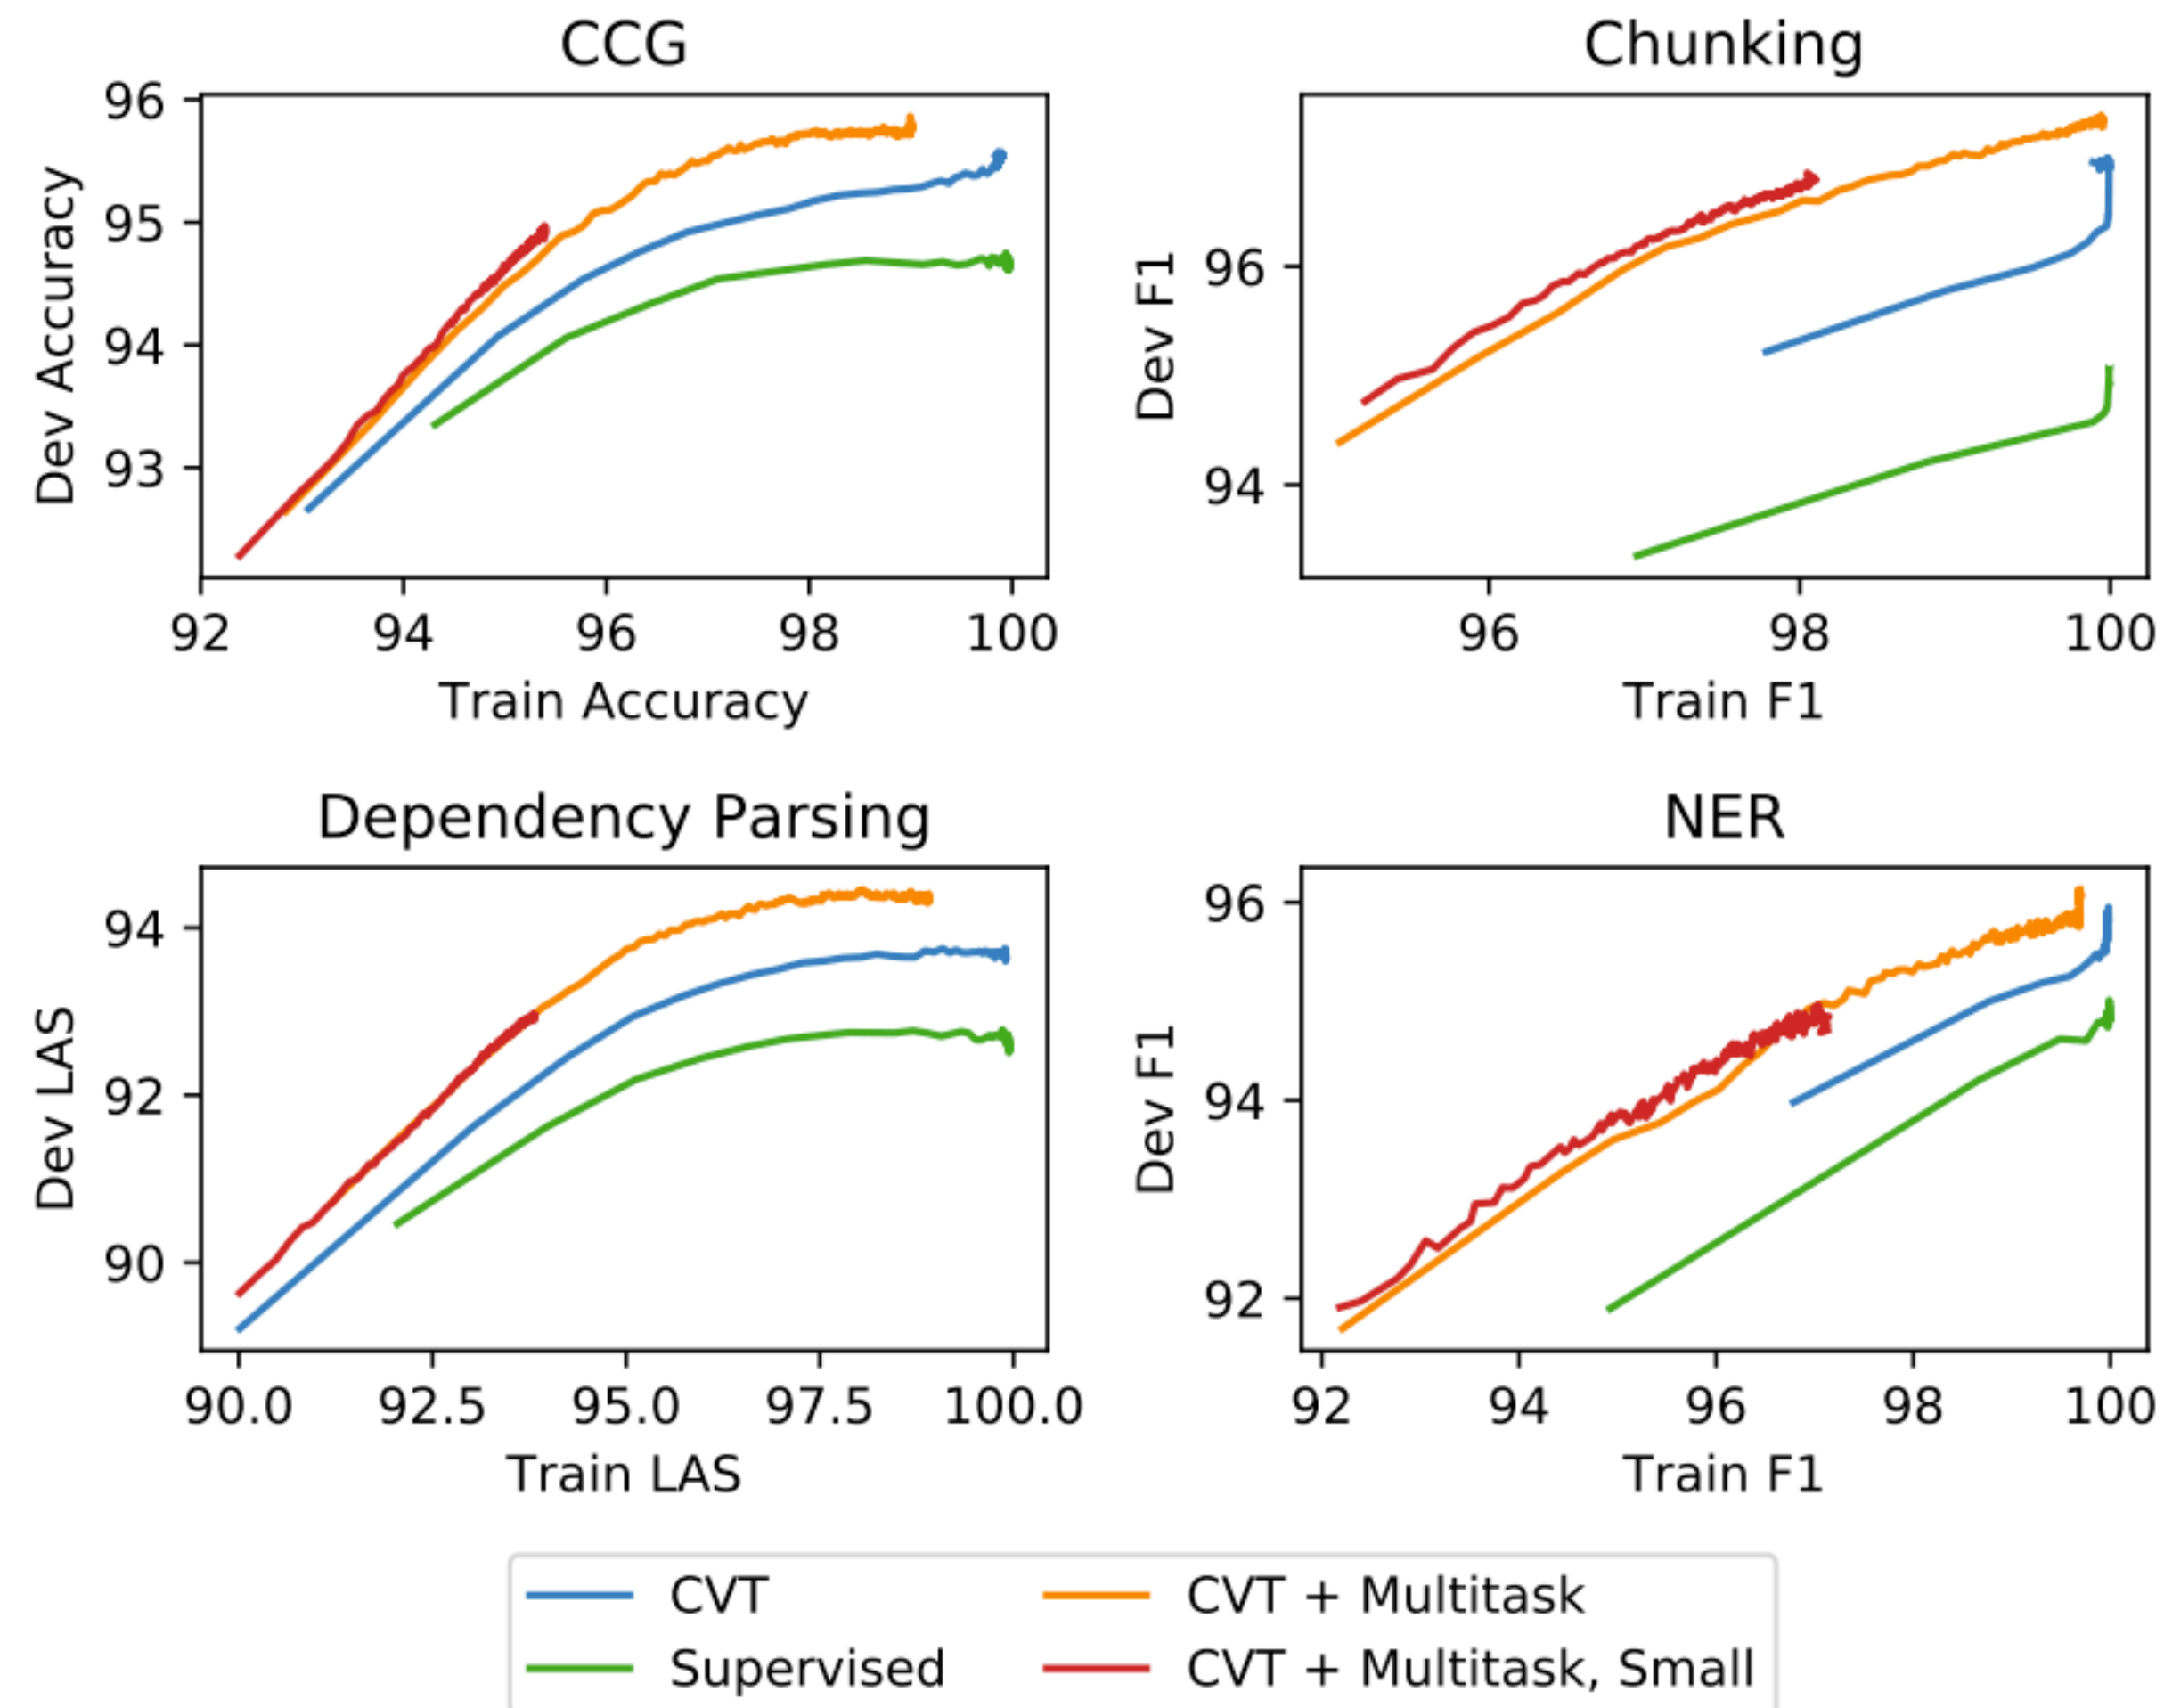 CCG
96
95
94
93
Dev Accuracy
92 94 96 98 100
Train Accuracy
Chunking
96
94
Dev F1
96 98 100
Train F1
Dependency Parsing
94
92
90
Dev LAS
90.0 92.5 95.0 97.5 100.0
Train LAS
NER
96
94
92
Dev F1
92 94 96 98 100
Train F1
CVT
CVT + Multitask
Supervised
CVT + Multitask, Small